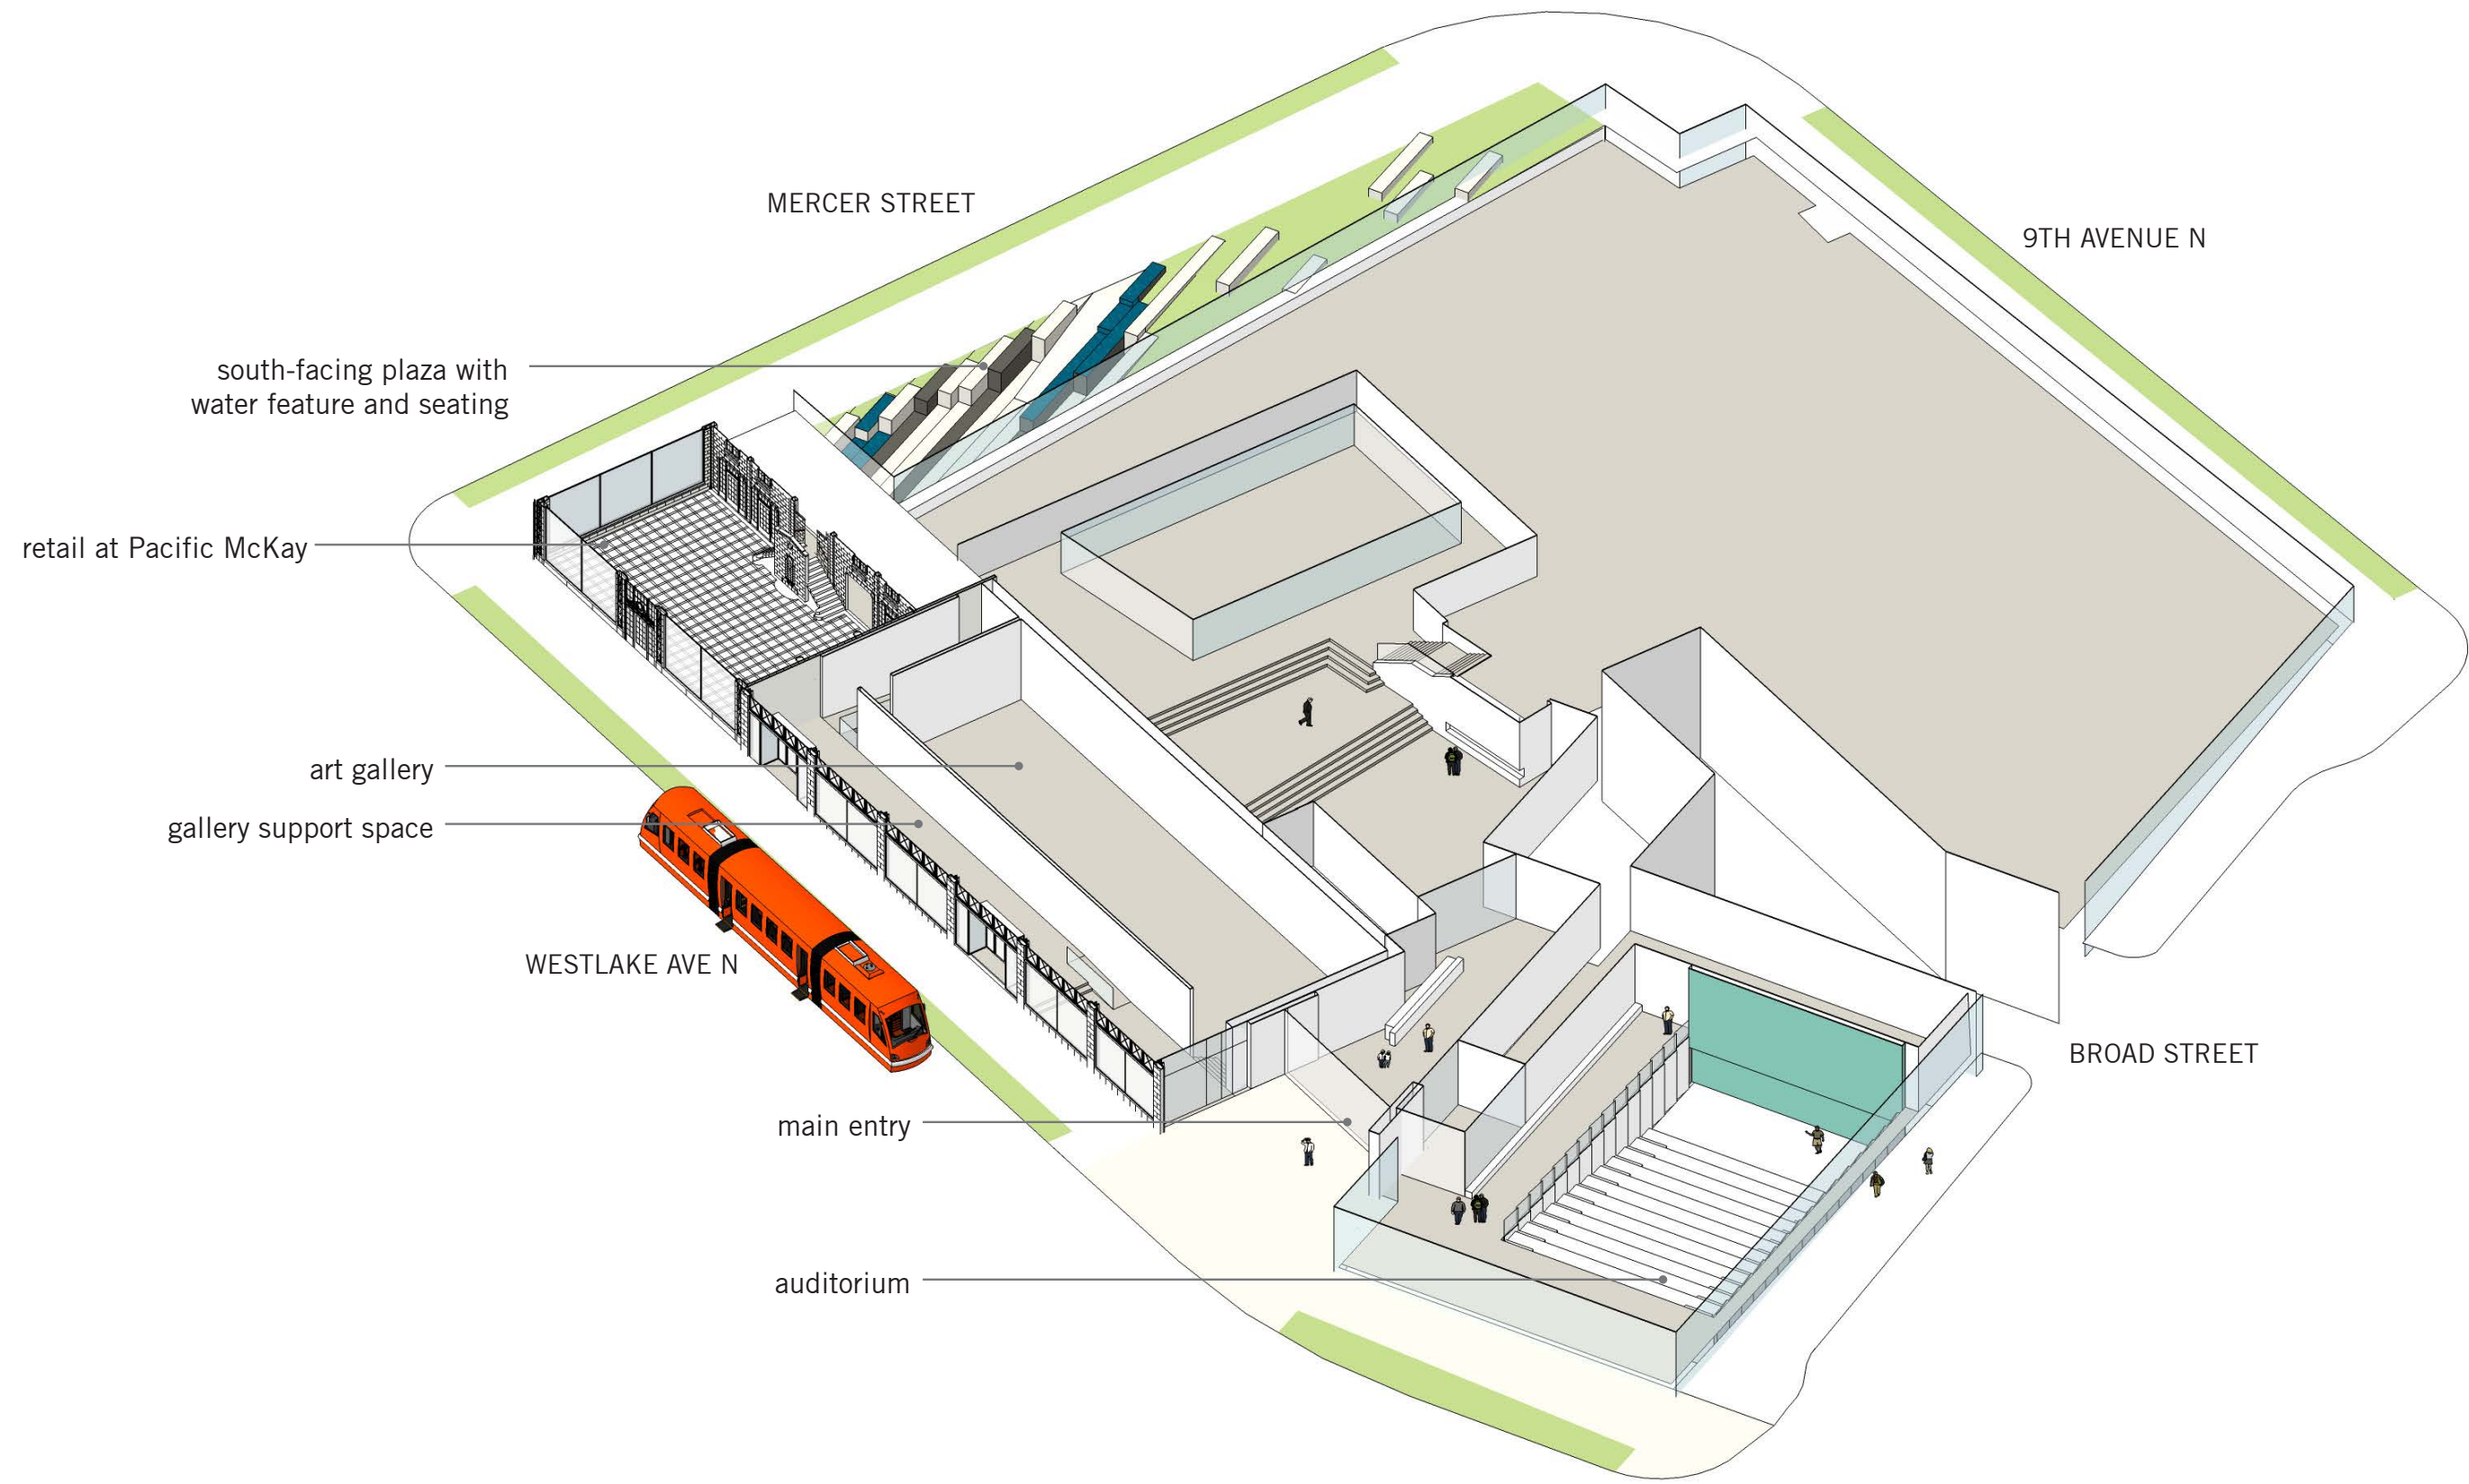 MERCER STREET
9TH AVENUE N
south-facing plaza with
water feature and seating
retail at Pacific McKay
art gallery
gallery support space
WESTLAKE AVE N
BROAD STREET
main entry
auditorium